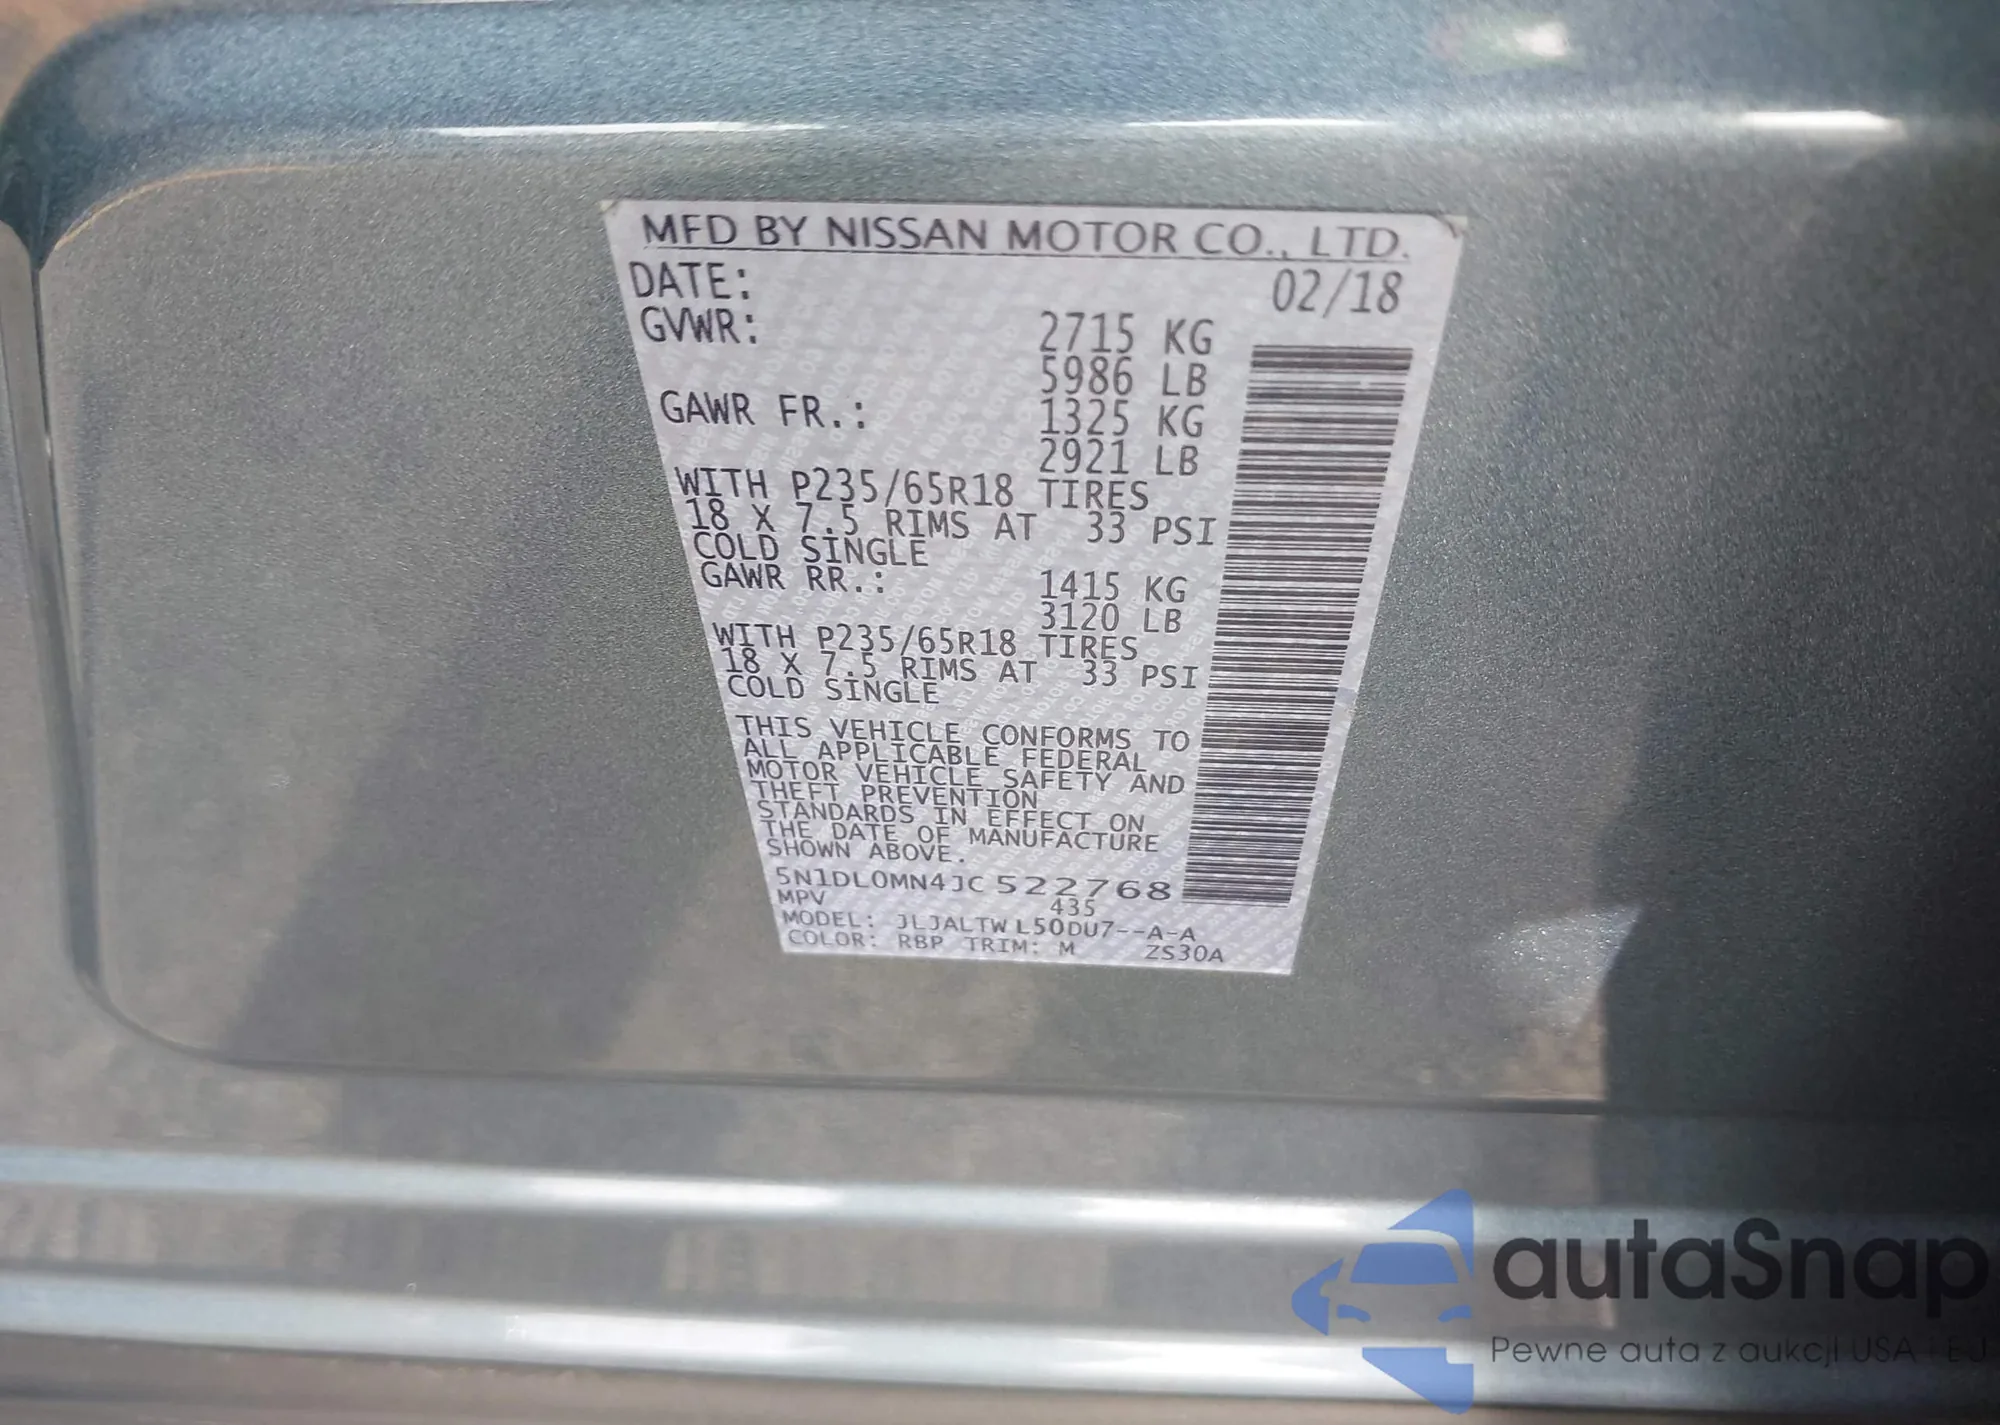 MFD BY NISSAN MOTOR CO., LTD.
DATE: 02/18
GVWR: 2715 KG
5986 LB
GAWR FR.: 1325 KG
2921 LB
WITH P235/65R18 TIRES
18 X 7.5 RIMS AT 33 PSI
COLD SINGLE
GAWR RR.: 1415 KG
3120 LB
WITH P235/65R18 TIRES
18 X 7.5 RIMS AT 33 PSI
COLD SINGLE
THIS VEHICLE CONFORMS TO
ALL APPLICABLE FEDERAL
MOTOR VEHICLE SAFETY AND
THEFT PREVENTION
STANDARDS IN EFFECT ON
THE DATE OF MANUFACTURE
SHOWN ABOVE.
5N1DL0MN4JC522768
MPV 435
MODEL: JLJALTWL50DU7--A-A
COLOR: RBP TRIM: M ZS30A
autaSnap
Pewne auta z aukcji USA i EU